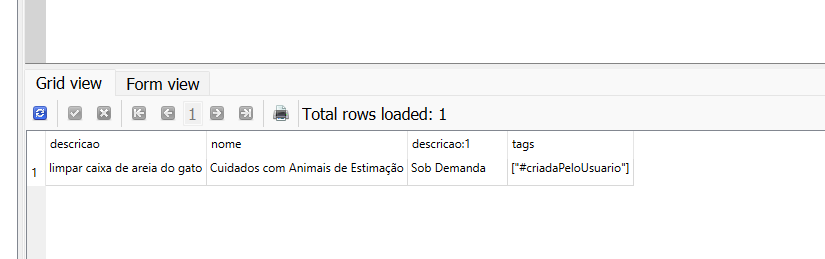 Grid view Form view
1 Total rows loaded: 1
descricao nome descricao:1 tags
1 limpar caixa de areia do gato Cuidados com Animais de Estimação Sob Demanda ["#criadaPeloUsuario"]